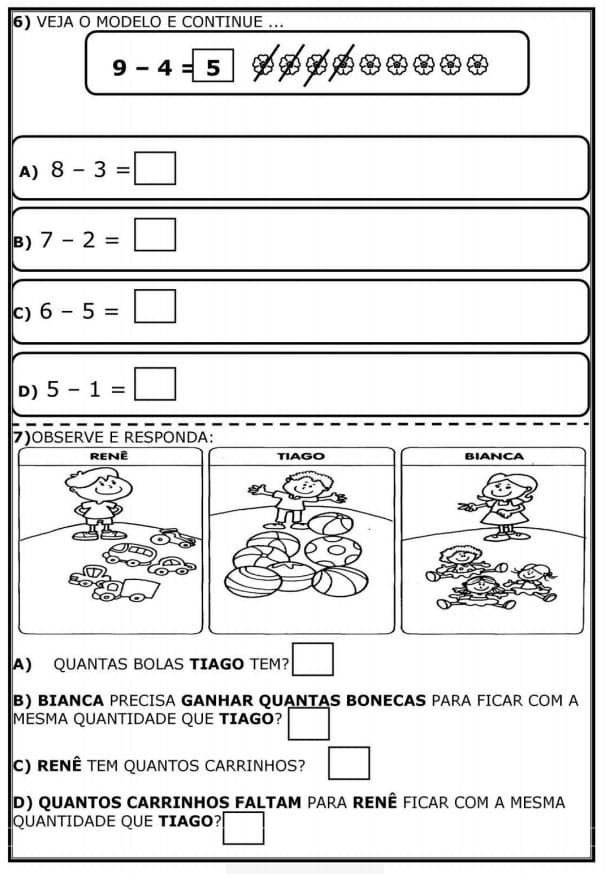 6) VEJA O MODELO E CONTINUE ...
9 – 4 = 5
A) 8 – 3 =
B) 7 – 2 =
C) 6 – 5 =
D) 5 – 1 =
7)OBSERVE E RESPONDA:
RENÊ TIAGO BIANCA
A) QUANTAS BOLAS TIAGO TEM?
B) BIANCA PRECISA GANHAR QUANTAS BONECAS PARA FICAR COM A
MESMA QUANTIDADE QUE TIAGO?
C) RENÊ TEM QUANTOS CARRINHOS?
D) QUANTOS CARRINHOS FALTAM PARA RENÊ FICAR COM A MESMA
QUANTIDADE QUE TIAGO?